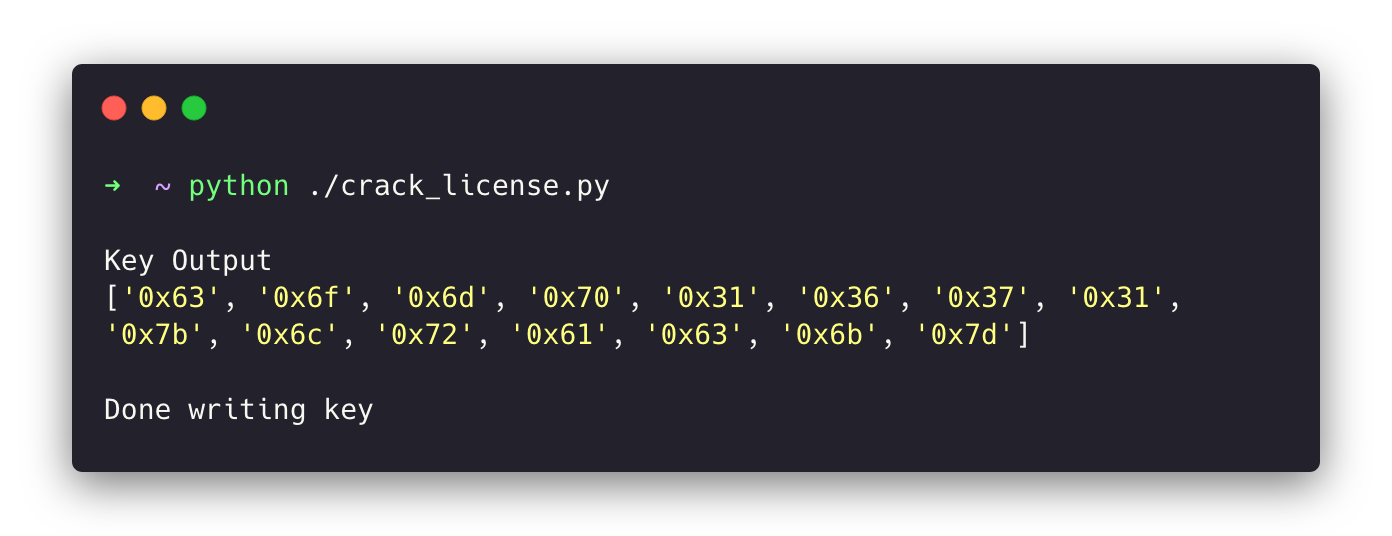 ➜ ~ python ./crack_license.py
Key Output
['0x63', '0x6f', '0x6d', '0x70', '0x31', '0x36', '0x37', '0x31',
'0x7b', '0x6c', '0x72', '0x61', '0x63', '0x6b', '0x7d']
Done writing key